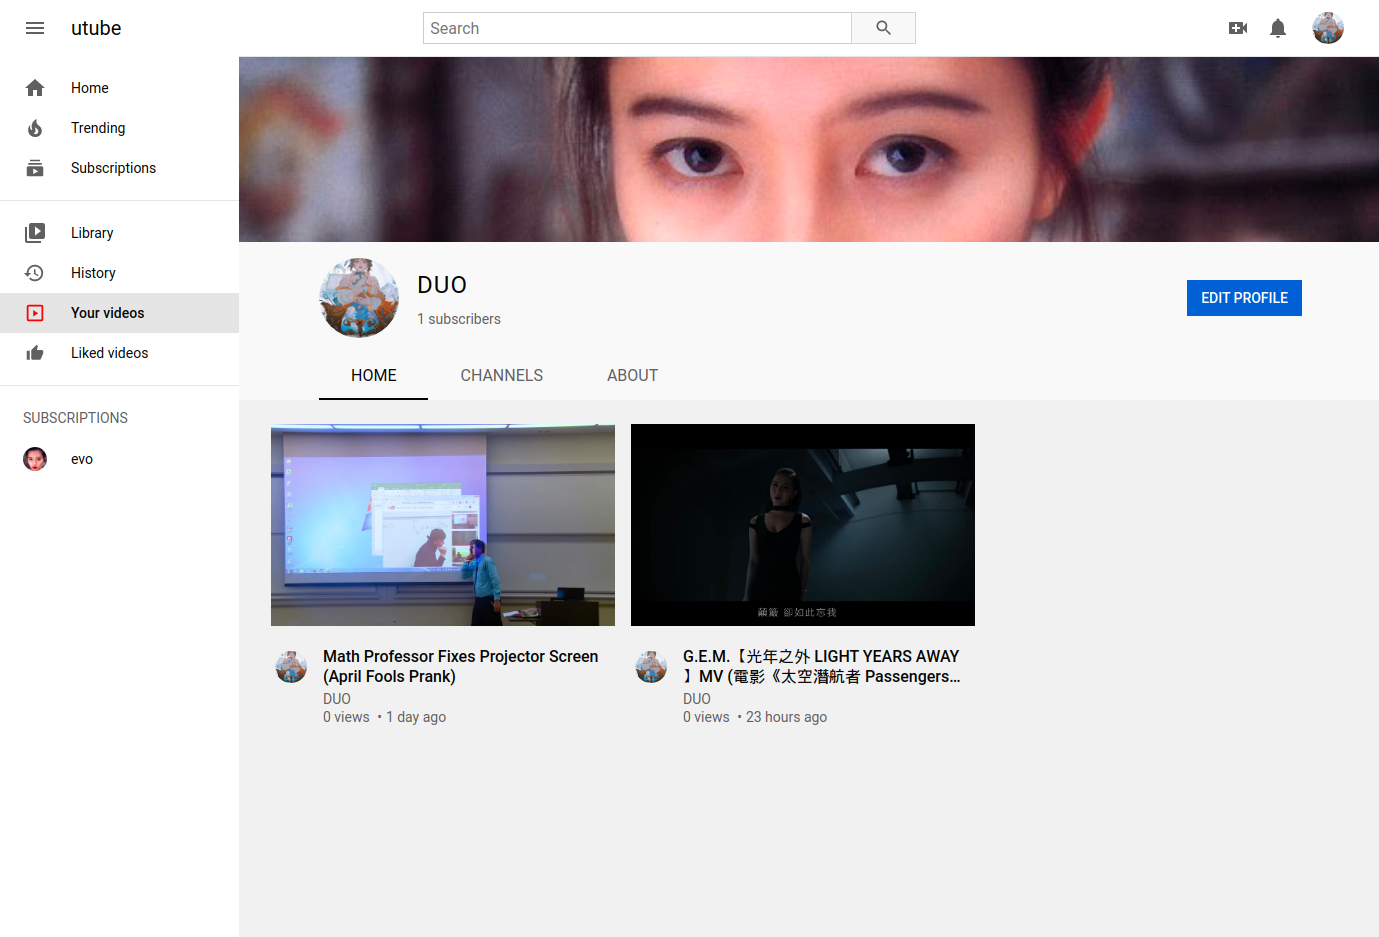 utube
Search
Home
Trending
Subscriptions
Library
History
Your videos
Liked videos
SUBSCRIPTIONS
evo
DUO
1 subscribers
EDIT PROFILE
HOME
CHANNELS
ABOUT
顛簸 卻如此忘我
Math Professor Fixes Projector Screen
(April Fools Prank)
DUO
0 views • 1 day ago
G.E.M.【光年之外 LIGHT YEARS AWAY
】MV (電影《太空潛航者 Passengers...
DUO
0 views • 23 hours ago